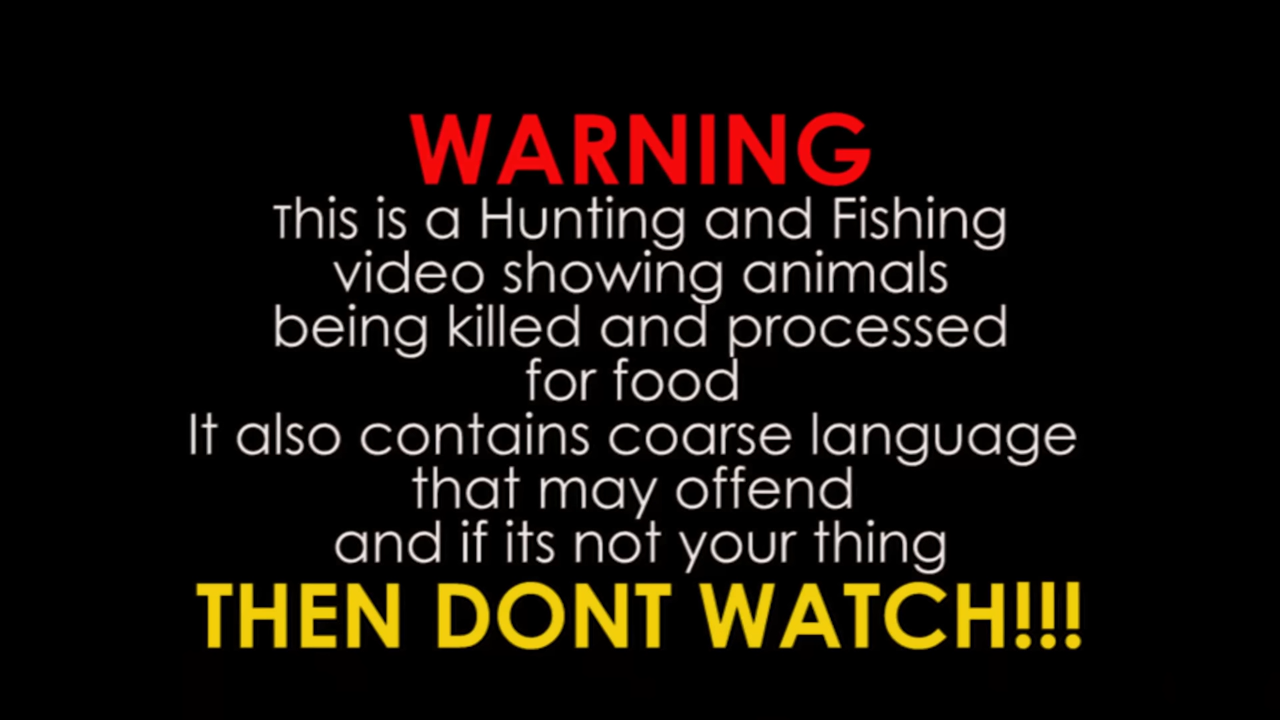 WARNING
This is a Hunting and Fishing
video showing animals
being killed and processed
for food
It also contains coarse language
that may offend
and if its not your thing
THEN DONT WATCH!!!